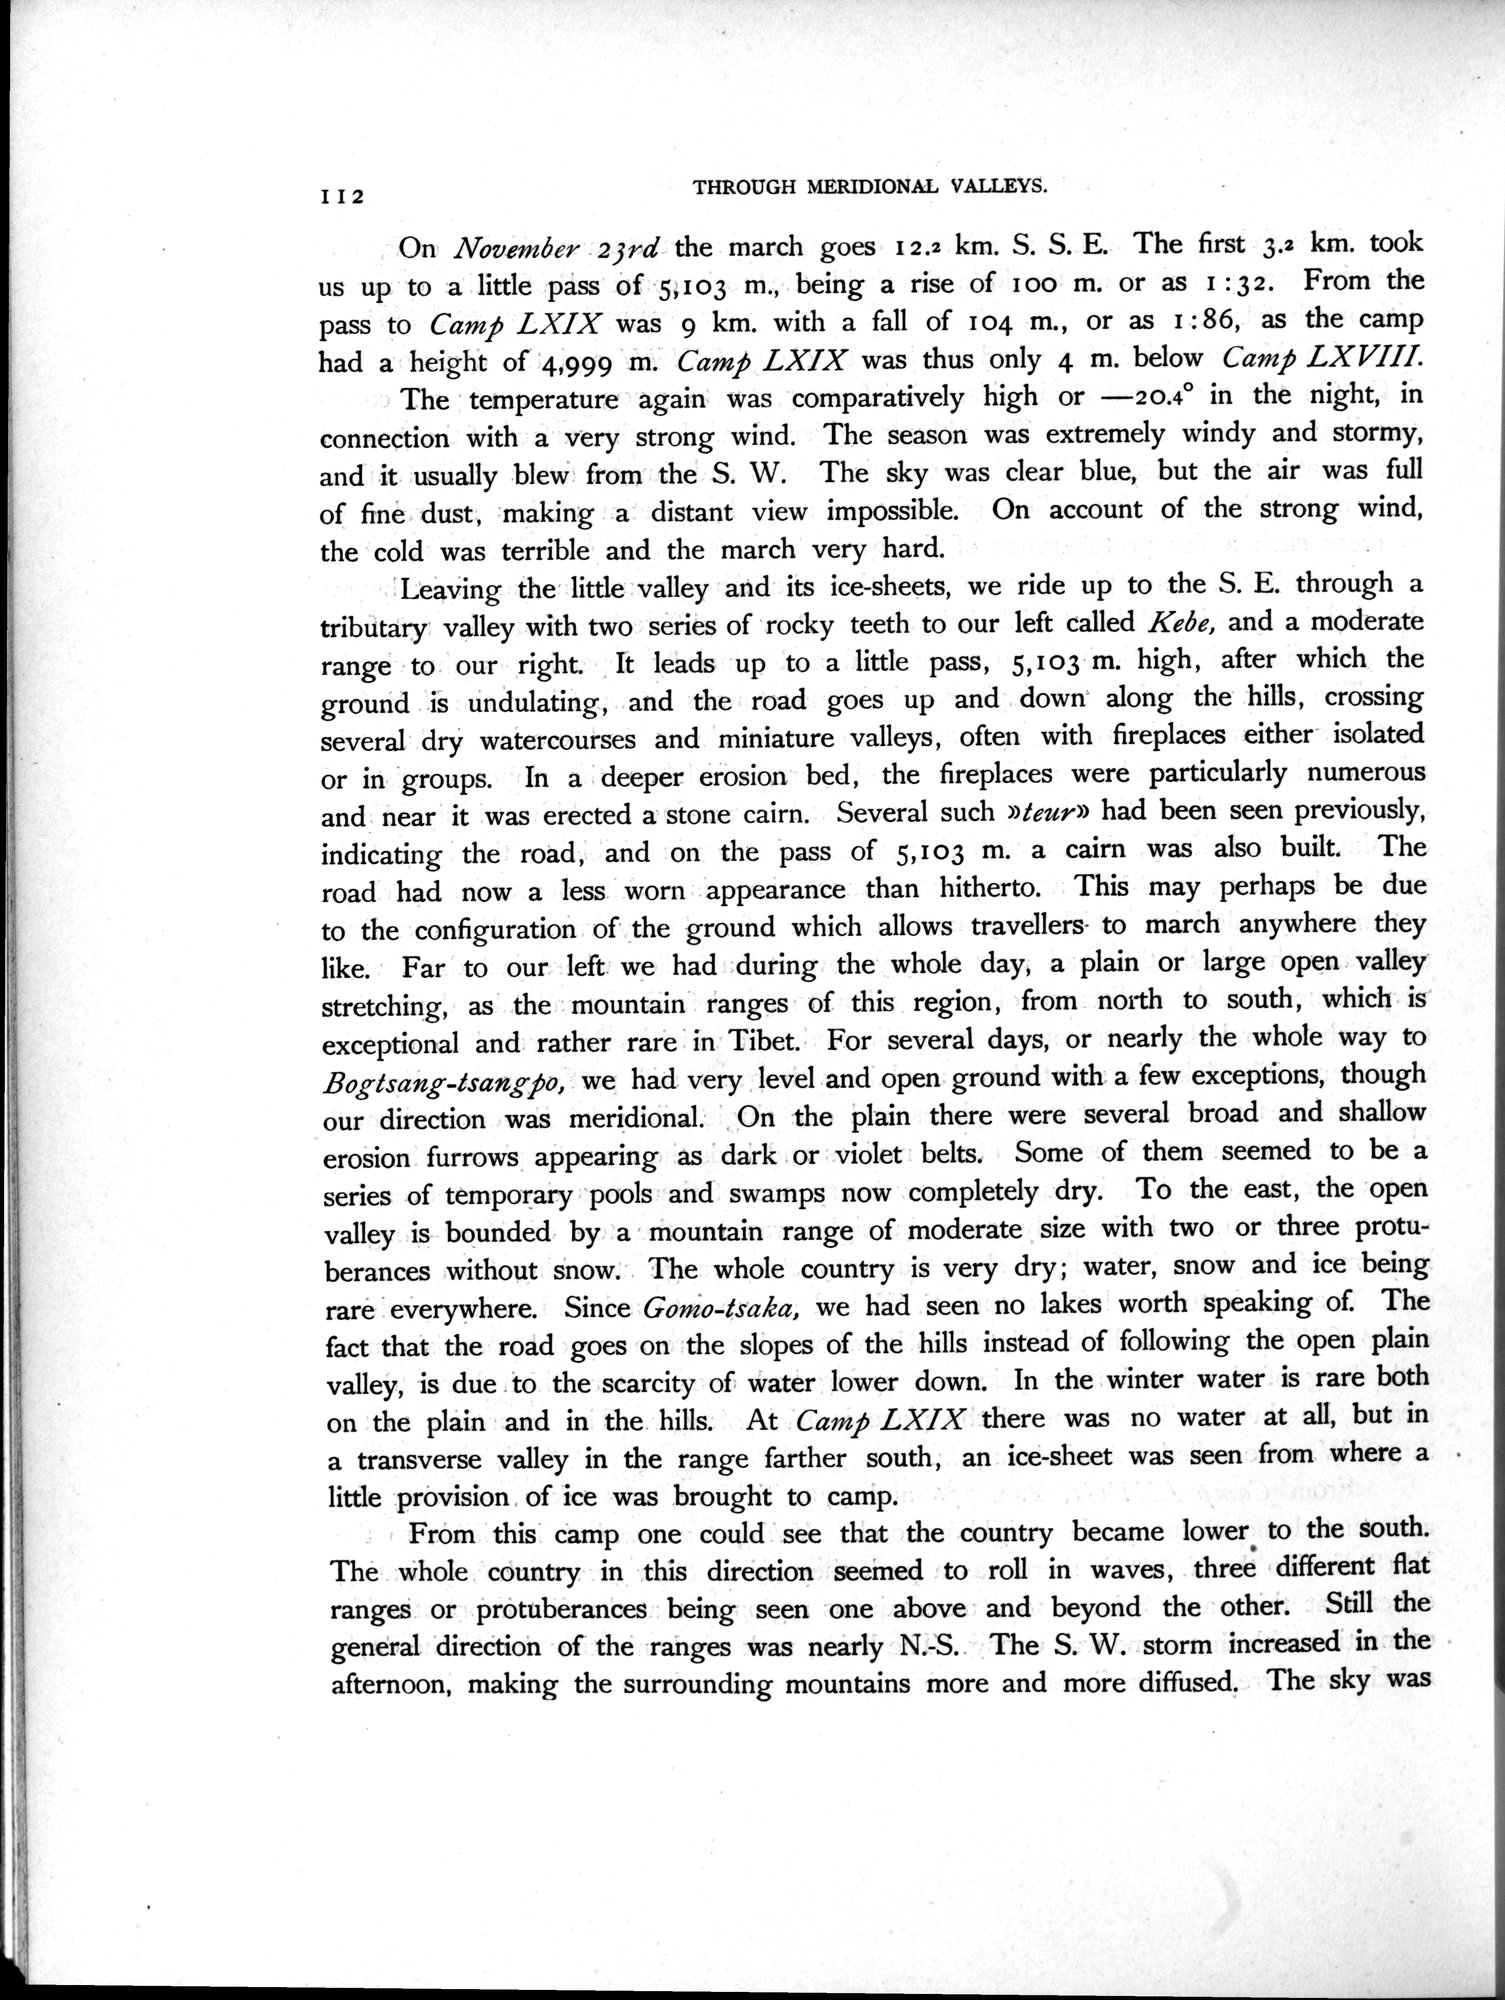 112
THROUGH MERIDIONAL VALLEYS.
On November 23rd the march goes 12.2 km. S. S. E. The first 3.2 km. took
us up to a little pass of 5,103 m., being a rise of 100 m. or as 1:32. From the
pass to Camp LXIX was 9 km. with a fall of 104 m., or as 1:86, as the camp
had a height of 4,999 m. Camp LXIX was thus only 4 m. below Camp LXVIII.
The temperature again was comparatively high or —20.4° in the night, in
connection with a very strong wind. The season was extremely windy and stormy,
and it usually blew from the S. W. The sky was clear blue, but the air was full
of fine dust, making a distant view impossible. On account of the strong wind,
the cold was terrible and the march very hard.
Leaving the little valley and its ice-sheets, we ride up to the S. E. through a
tributary valley with two series of rocky teeth to our left called Kebe, and a moderate
range to our right. It leads up to a little pass, 5,103 m. high, after which the
ground is undulating, and the road goes up and down along the hills, crossing
several dry watercourses and miniature valleys, often with fireplaces either isolated
or in groups. In a deeper erosion bed, the fireplaces were particularly numerous
and near it was erected a stone cairn. Several such »teur» had been seen previously,
indicating the road, and on the pass of 5,103 m. a cairn was also built. The
road had now a less worn appearance than hitherto. This may perhaps be due
to the configuration of the ground which allows travellers to march anywhere they
like. Far to our left we had during the whole day, a plain or large open valley
stretching, as the mountain ranges of this region, from north to south, which is
exceptional and rather rare in Tibet. For several days, or nearly the whole way to
Bogtsang-tsangpo, we had very level and open ground with a few exceptions, though
our direction was meridional. On the plain there were several broad and shallow
erosion furrows appearing as dark or violet belts. Some of them seemed to be a
series of temporary pools and swamps now completely dry. To the east, the open
valley is bounded by a mountain range of moderate size with two or three protu-
berances without snow. The whole country is very dry; water, snow and ice being
rare everywhere. Since Gomo-tsaka, we had seen no lakes worth speaking of. The
fact that the road goes on the slopes of the hills instead of following the open plain
valley, is due to the scarcity of water lower down. In the winter water is rare both
on the plain and in the hills. At Camp LXIX there was no water at all, but in
a transverse valley in the range farther south, an ice-sheet was seen from where a
little provision of ice was brought to camp.
From this camp one could see that the country became lower to the south.
The whole country in this direction seemed to roll in waves, three different flat
ranges or protuberances being seen one above and beyond the other. Still the
general direction of the ranges was nearly N.-S. The S. W. storm increased in the
afternoon, making the surrounding mountains more and more diffused. The sky was